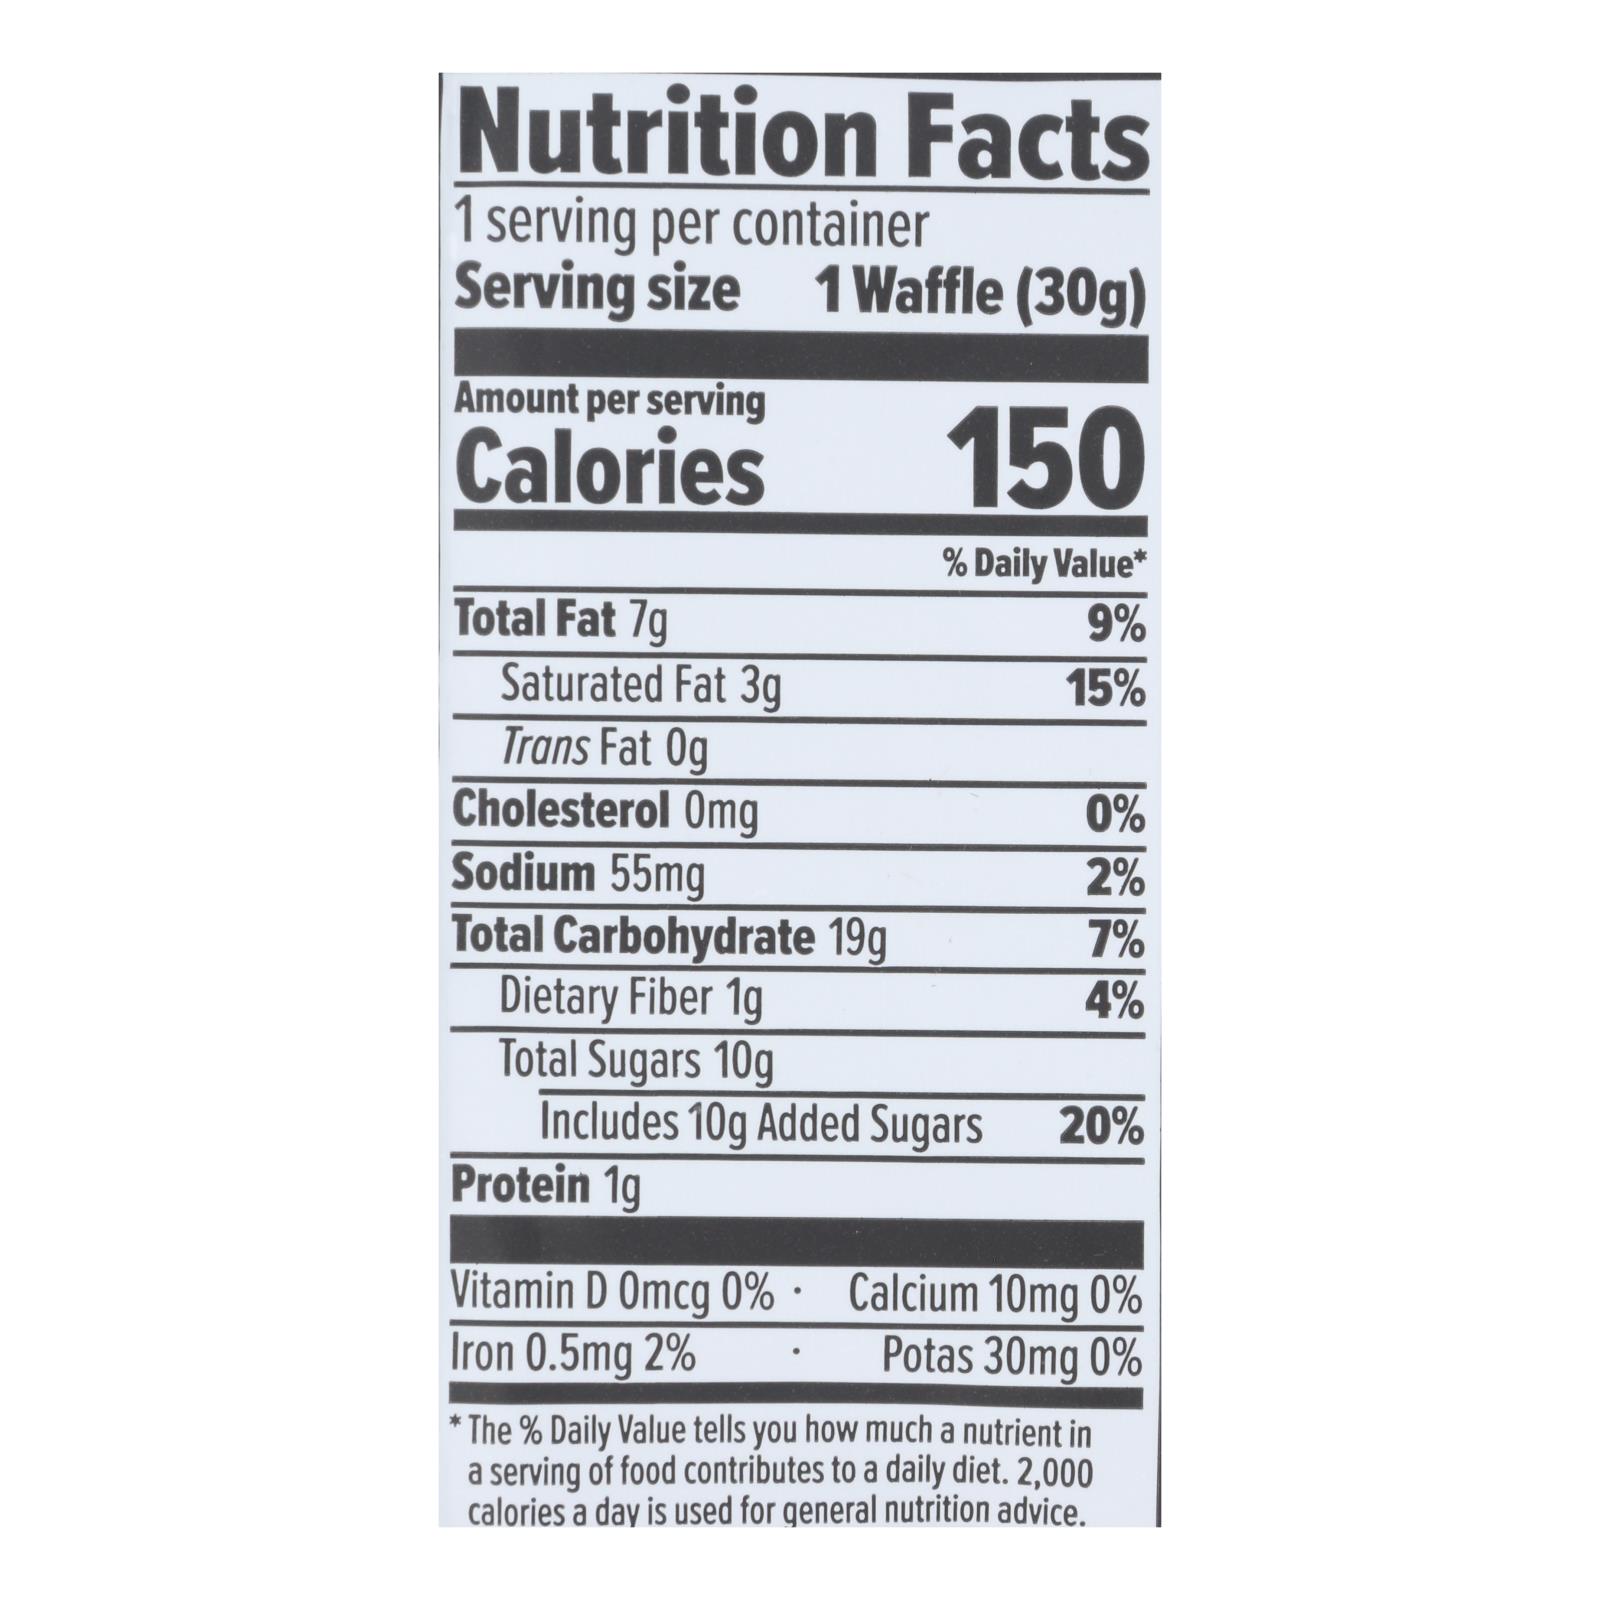 Nutrition Facts
1 serving per container
Serving size 1 Waffle (30g)
Amount per serving
Calories 150
% Daily Value*
Total Fat 7g 9%
Saturated Fat 3g 15%
Trans Fat 0g
Cholesterol 0mg 0%
Sodium 55mg 2%
Total Carbohydrate 19g 7%
Dietary Fiber 1g 4%
Total Sugars 10g
Includes 10g Added Sugars 20%
Protein 1g
Vitamin D 0mcg 0% · Calcium 10mg 0%
Iron 0.5mg 2% · Potas 30mg 0%
* The % Daily Value tells you how much a nutrient in
a serving of food contributes to a daily diet. 2,000
calories a day is used for general nutrition advice.